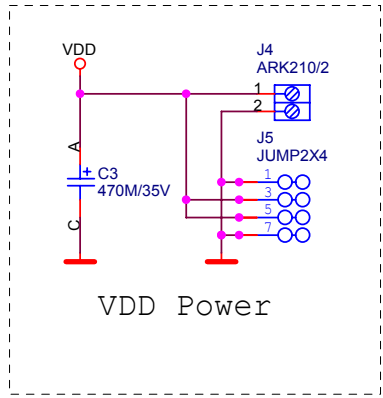 VDD
J4
ARK210/2
1
2
A
C3
470M/35V
C
J5
JUMP2X4
1
3
5
7
VDD Power